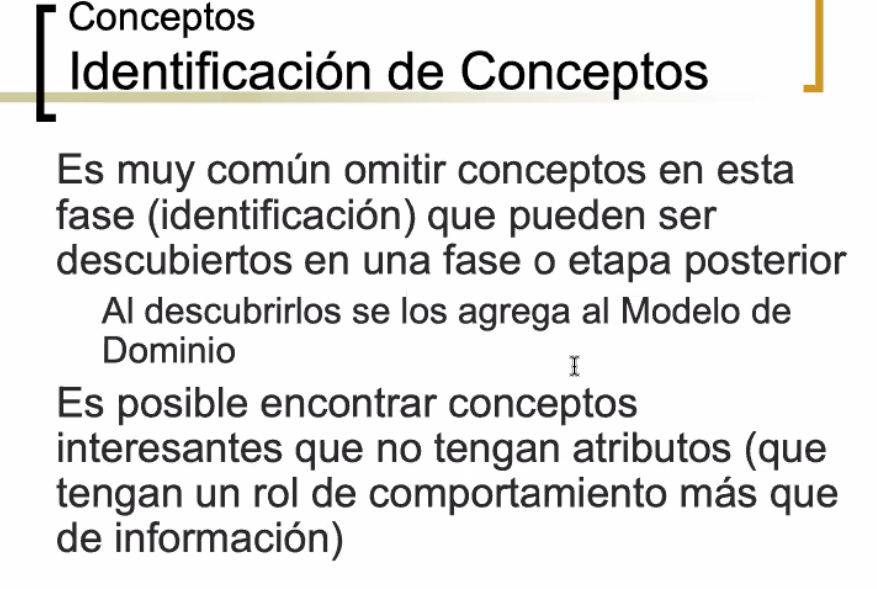 Conceptos
Identificación de Conceptos
Es muy común omitir conceptos en esta
fase (identificación) que pueden ser
descubiertos en una fase o etapa posterior
Al descubrirlos se los agrega al Modelo de
Dominio
Es posible encontrar conceptos
interesantes que no tengan atributos (que
tengan un rol de comportamiento más que
de información)